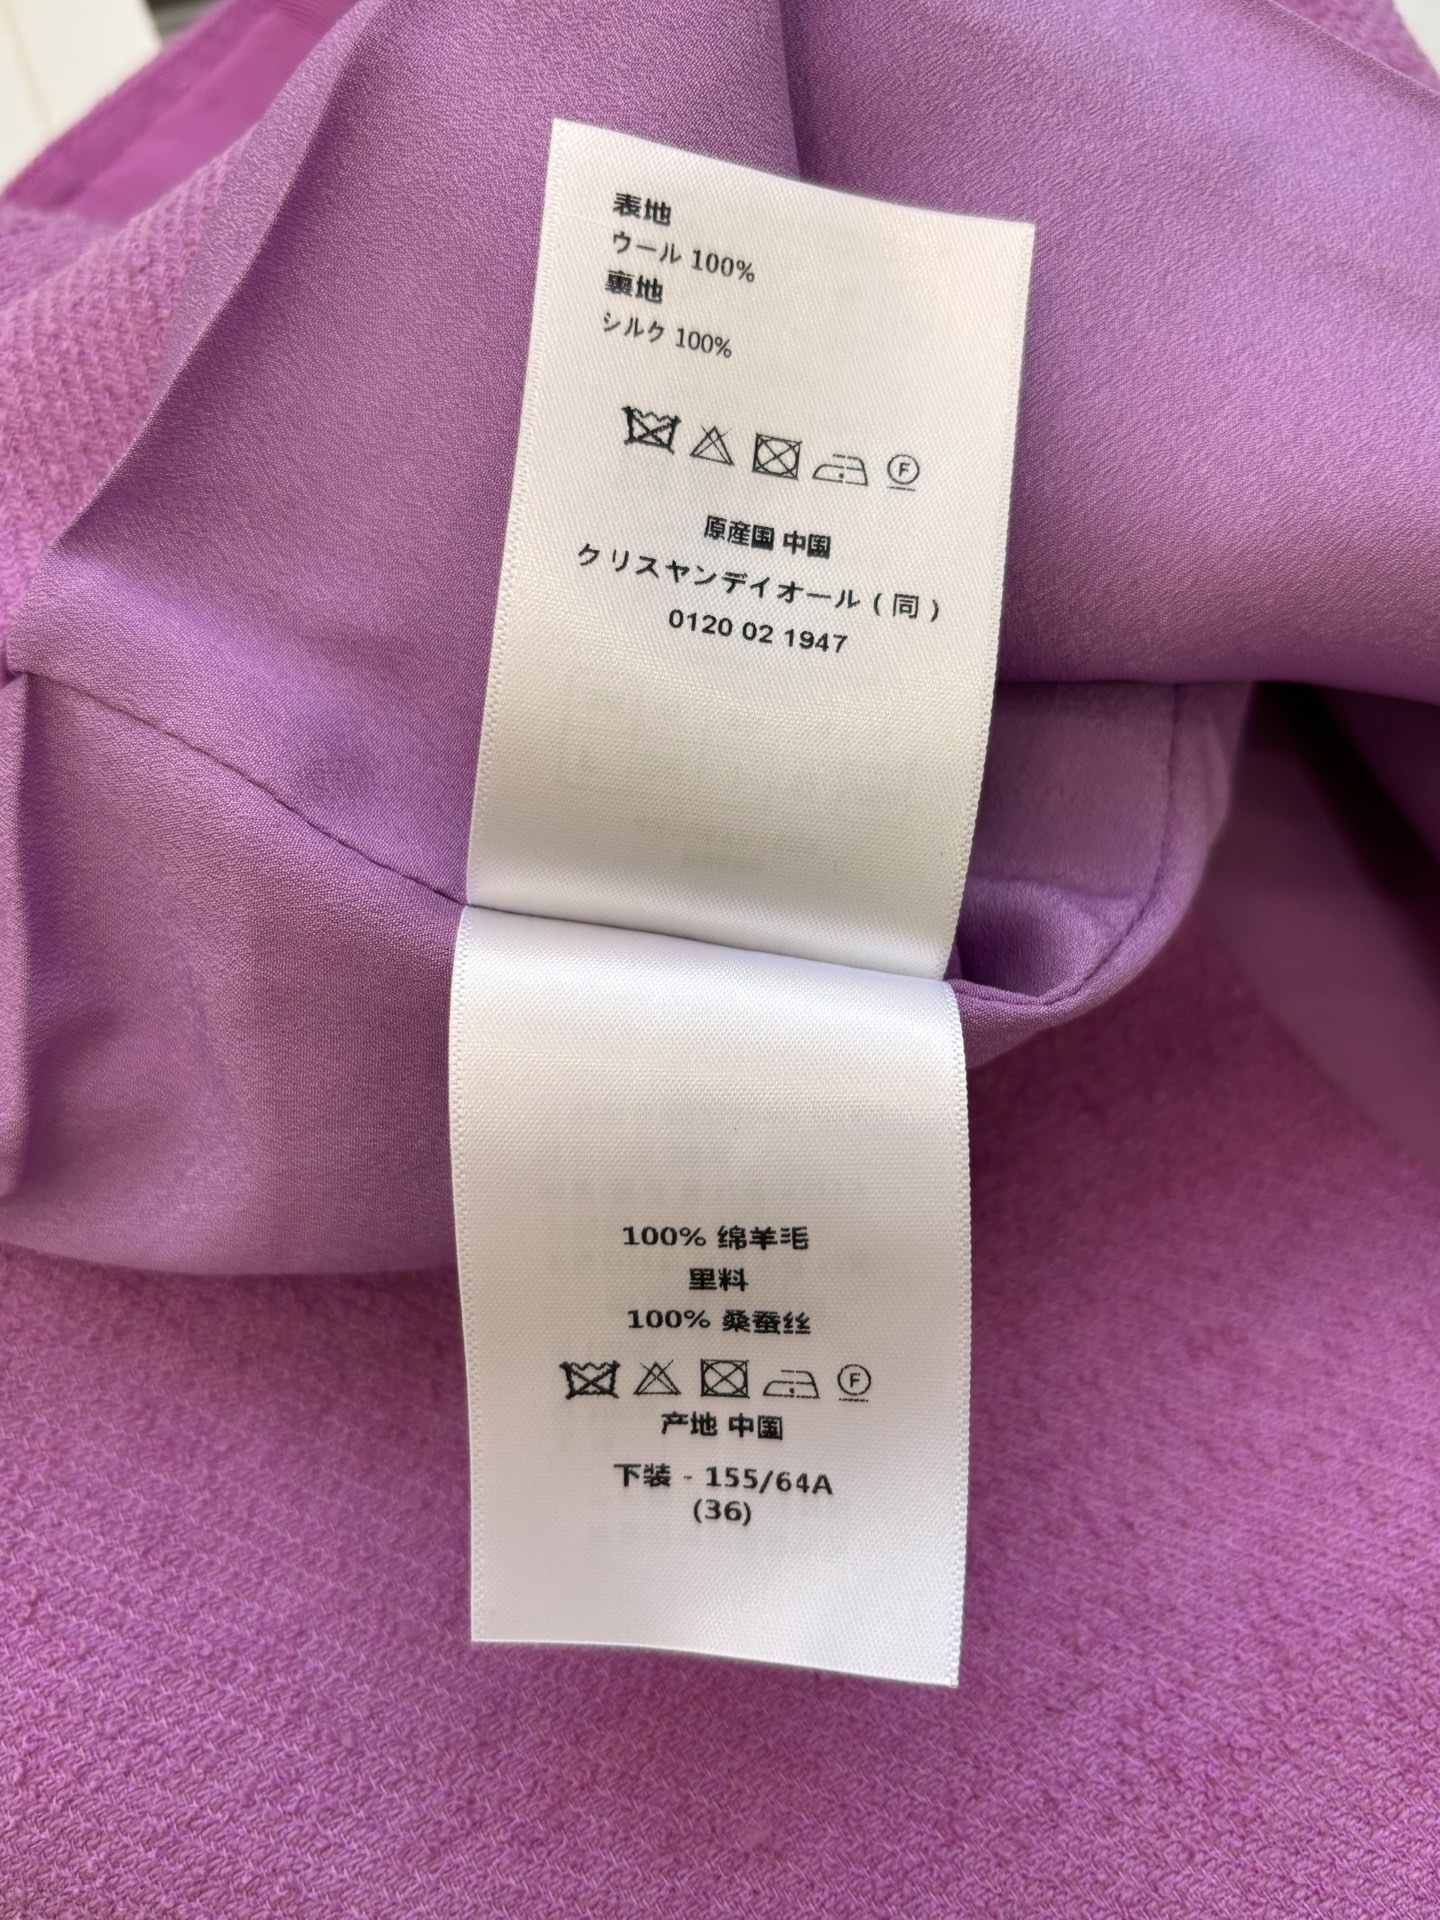 表地
ウール 100%
裏地
シルク 100%
F
原産国 中国
クリスヤンデイオール ( 同 )
0120 02 1947
100% 绵羊毛
里料
100% 桑蚕丝
F
产地 中国
下装 - 155/64A
(36)